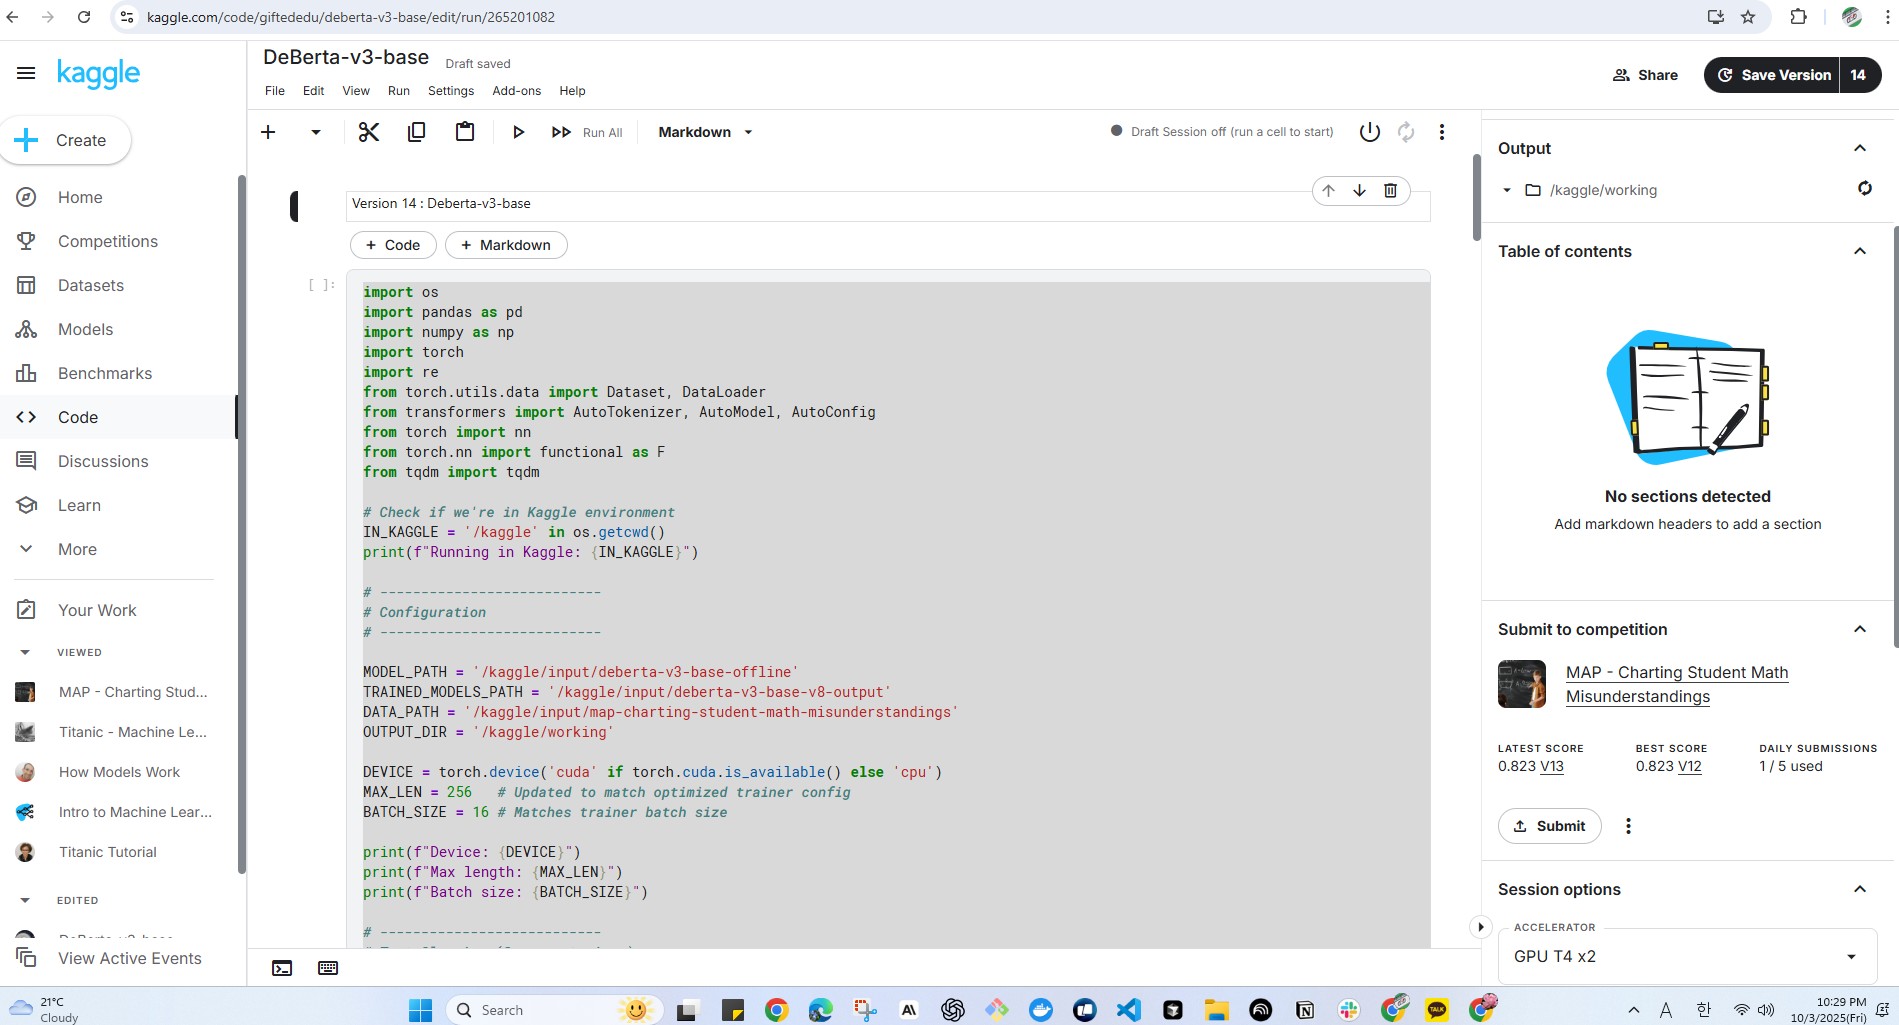 kaggle.com/code/giftededu/deberta-v3-base/edit/run/265201082
kaggle
Create
Home
Competitions
Datasets
Models
Benchmarks
Code
Discussions
Learn
More
Your Work
VIEWED
MAP - Charting Stud...
Titanic - Machine Le...
How Models Work
Intro to Machine Lear...
Titanic Tutorial
EDITED
View Active Events
DeBerta-v3-base
Draft saved
File Edit View Run Settings Add-ons Help
Share
Save Version 14
Run All
Markdown
Draft Session off (run a cell to start)
Version 14 : Deberta-v3-base
+ Code
+ Markdown
[ ]:
import os
import pandas as pd
import numpy as np
import torch
import re
from torch.utils.data import Dataset, DataLoader
from transformers import AutoTokenizer, AutoModel, AutoConfig
from torch import nn
from torch.nn import functional as F
from tqdm import tqdm
# Check if we're in Kaggle environment
IN_KAGGLE = '/kaggle' in os.getcwd()
print(f"Running in Kaggle: {IN_KAGGLE}")
# ---------------------------
# Configuration
# ---------------------------
MODEL_PATH = '/kaggle/input/deberta-v3-base-offline'
TRAINED_MODELS_PATH = '/kaggle/input/deberta-v3-base-v8-output'
DATA_PATH = '/kaggle/input/map-charting-student-math-misunderstandings'
OUTPUT_DIR = '/kaggle/working'
DEVICE = torch.device('cuda' if torch.cuda.is_available() else 'cpu')
MAX_LEN = 256   # Updated to match optimized trainer config
BATCH_SIZE = 16 # Matches trainer batch size
print(f"Device: {DEVICE}")
print(f"Max length: {MAX_LEN}")
print(f"Batch size: {BATCH_SIZE}")
# ---------------------------
Output
/kaggle/working
Table of contents
No sections detected
Add markdown headers to add a section
Submit to competition
MAP - Charting Student Math
Misunderstandings
LATEST SCORE
0.823 V13
BEST SCORE
0.823 V12
DAILY SUBMISSIONS
1 / 5 used
Submit
Session options
ACCELERATOR
GPU T4 x2
21°C
Cloudy
Search
A
한
10:29 PM
10/3/2025(Fri)